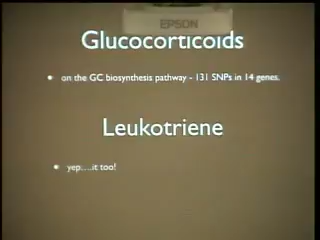 EPSON
Glucocorticoids
on the GC biosynthesis pathway - 131 SNPs in 14 genes.
Leukotriene
yep....it too!